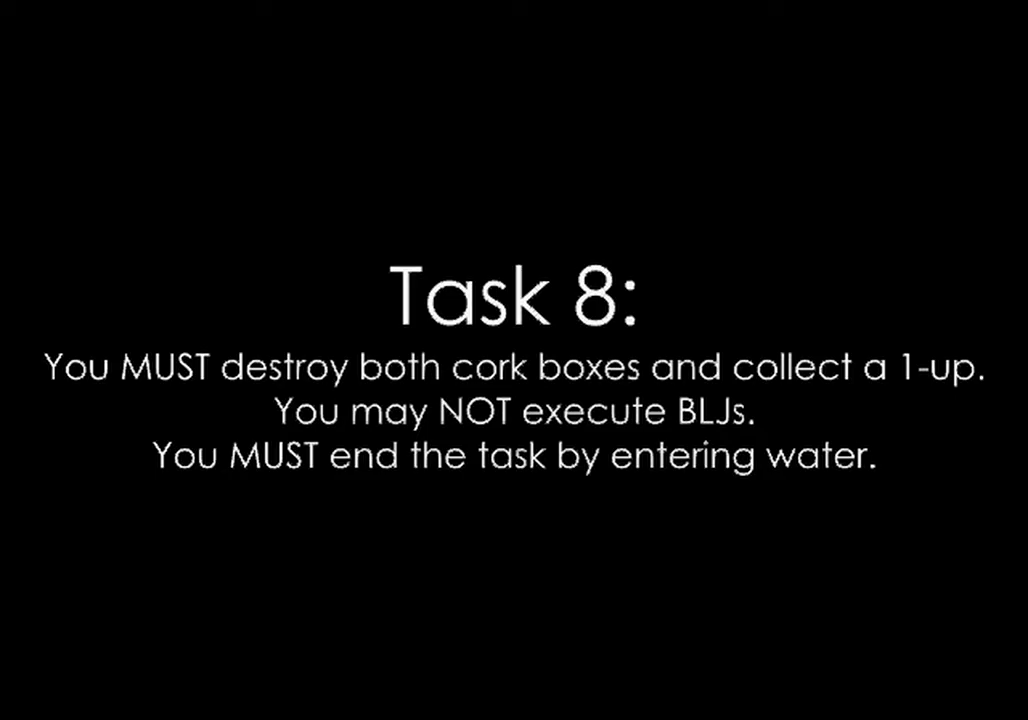 Task 8:
You MUST destroy both cork boxes and collect a 1-up.
You may NOT execute BLJs.
You MUST end the task by entering water.